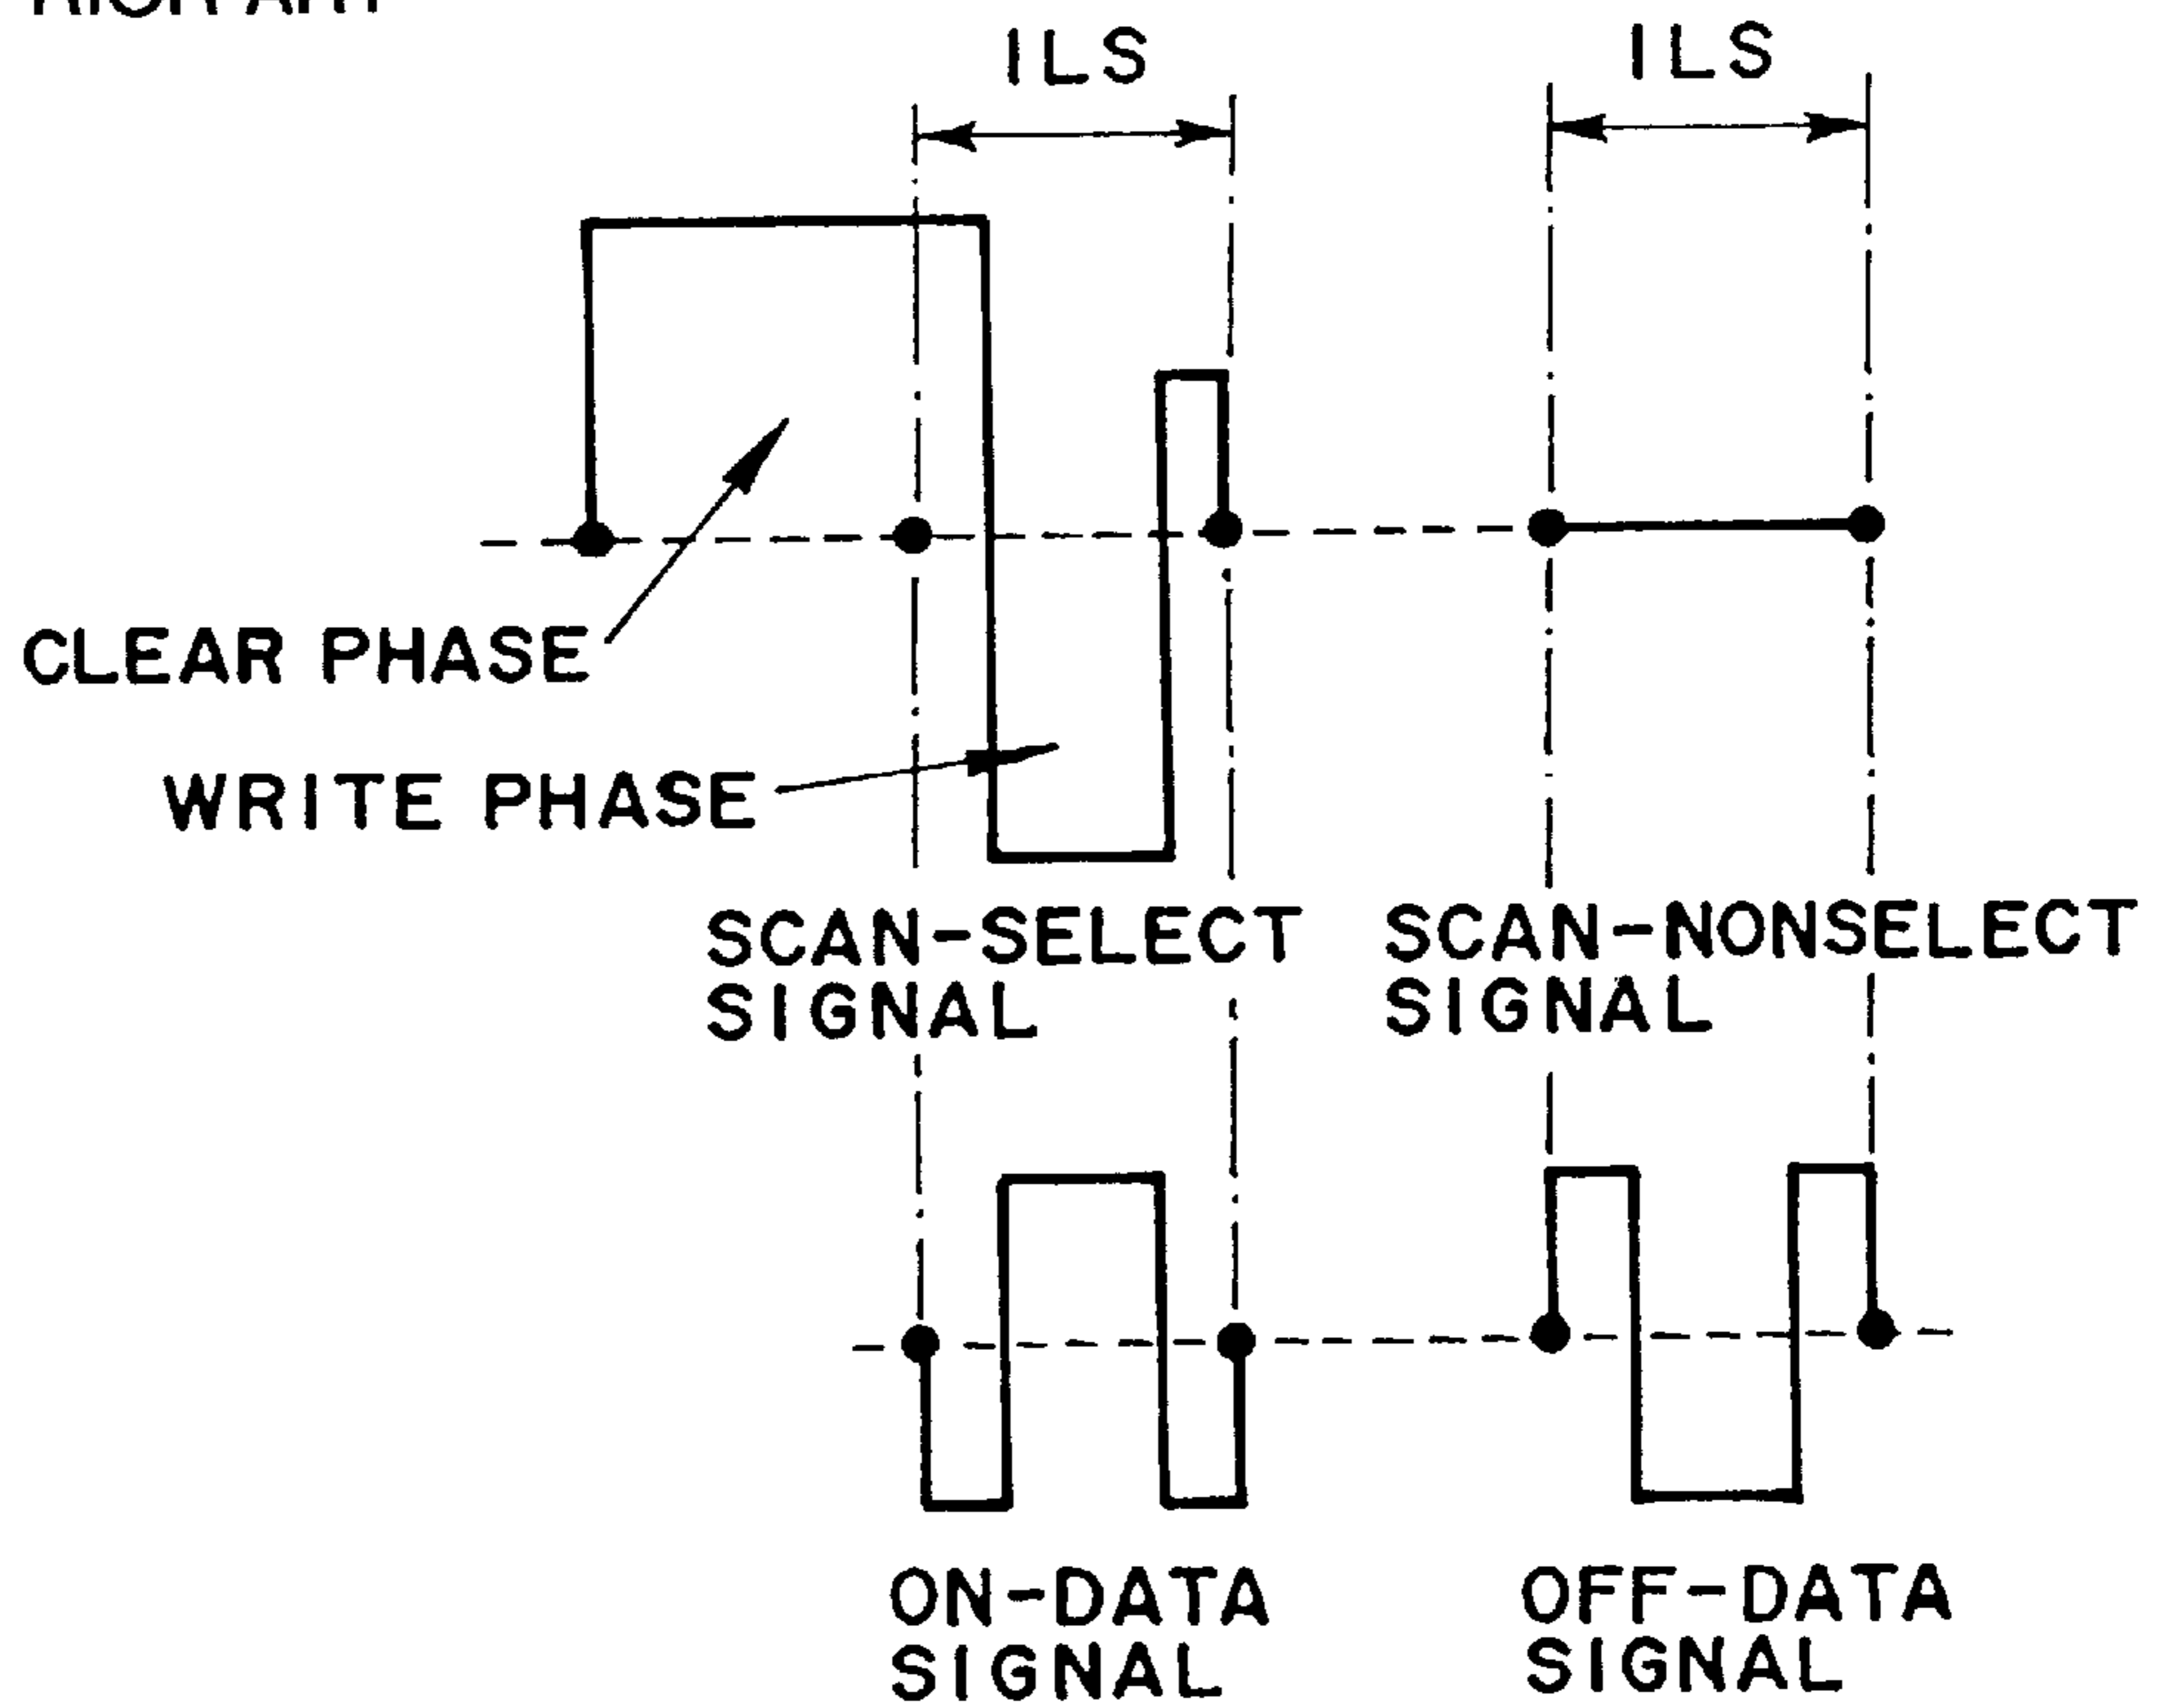 ILS
ILS
CLEAR PHASE
WRITE PHASE
SCAN-SELECT
SIGNAL
SCAN-NONSELECT
SIGNAL
ON-DATA
SIGNAL
OFF-DATA
SIGNAL